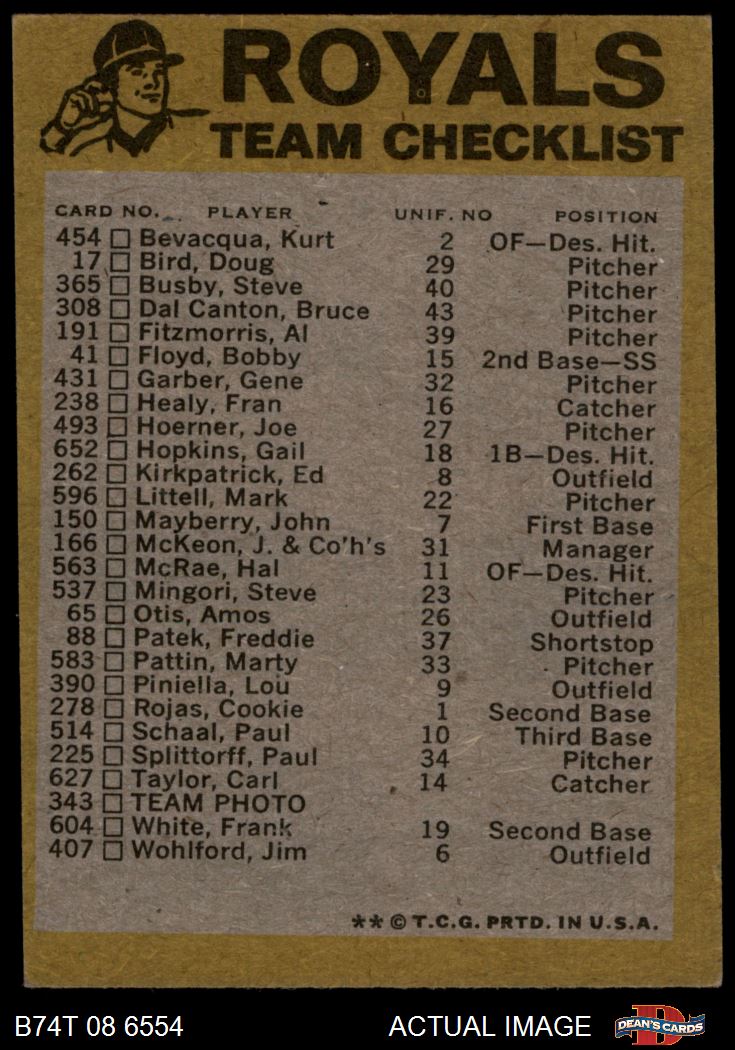 ROYALS
TEAM CHECKLIST
CARD NO. PLAYER UNIF. NO POSITION
454 Bevacqua, Kurt 2 OF—Des. Hit.
17 Bird, Doug 29 Pitcher
365 Busby, Steve 40 Pitcher
308 Dal Canton, Bruce 43 Pitcher
191 Fitzmorris, Al 39 Pitcher
41 Floyd, Bobby 15 2nd Base—SS
431 Garber, Gene 32 Pitcher
238 Healy, Fran 16 Catcher
493 Hoerner, Joe 27 Pitcher
652 Hopkins, Gail 18 1B—Des. Hit.
262 Kirkpatrick, Ed 8 Outfield
596 Littell, Mark 22 Pitcher
150 Mayberry, John 7 First Base
166 McKeon, J. & Co'h's 31 Manager
563 McRae, Hal 11 OF—Des. Hit.
537 Mingori, Steve 23 Pitcher
65 Otis, Amos 26 Outfield
88 Patek, Freddie 37 Shortstop
583 Pattin, Marty 33 Pitcher
390 Piniella, Lou 9 Outfield
278 Rojas, Cookie 1 Second Base
514 Schaal, Paul 10 Third Base
225 Splittorff, Paul 34 Pitcher
627 Taylor, Carl 14 Catcher
343 TEAM PHOTO
604 White, Frank 19 Second Base
407 Wohlford, Jim 6 Outfield
** © T.C.G. PRTD. IN U.S.A.
B74T 08 6554 ACTUAL IMAGE D DEAN'S CARDS